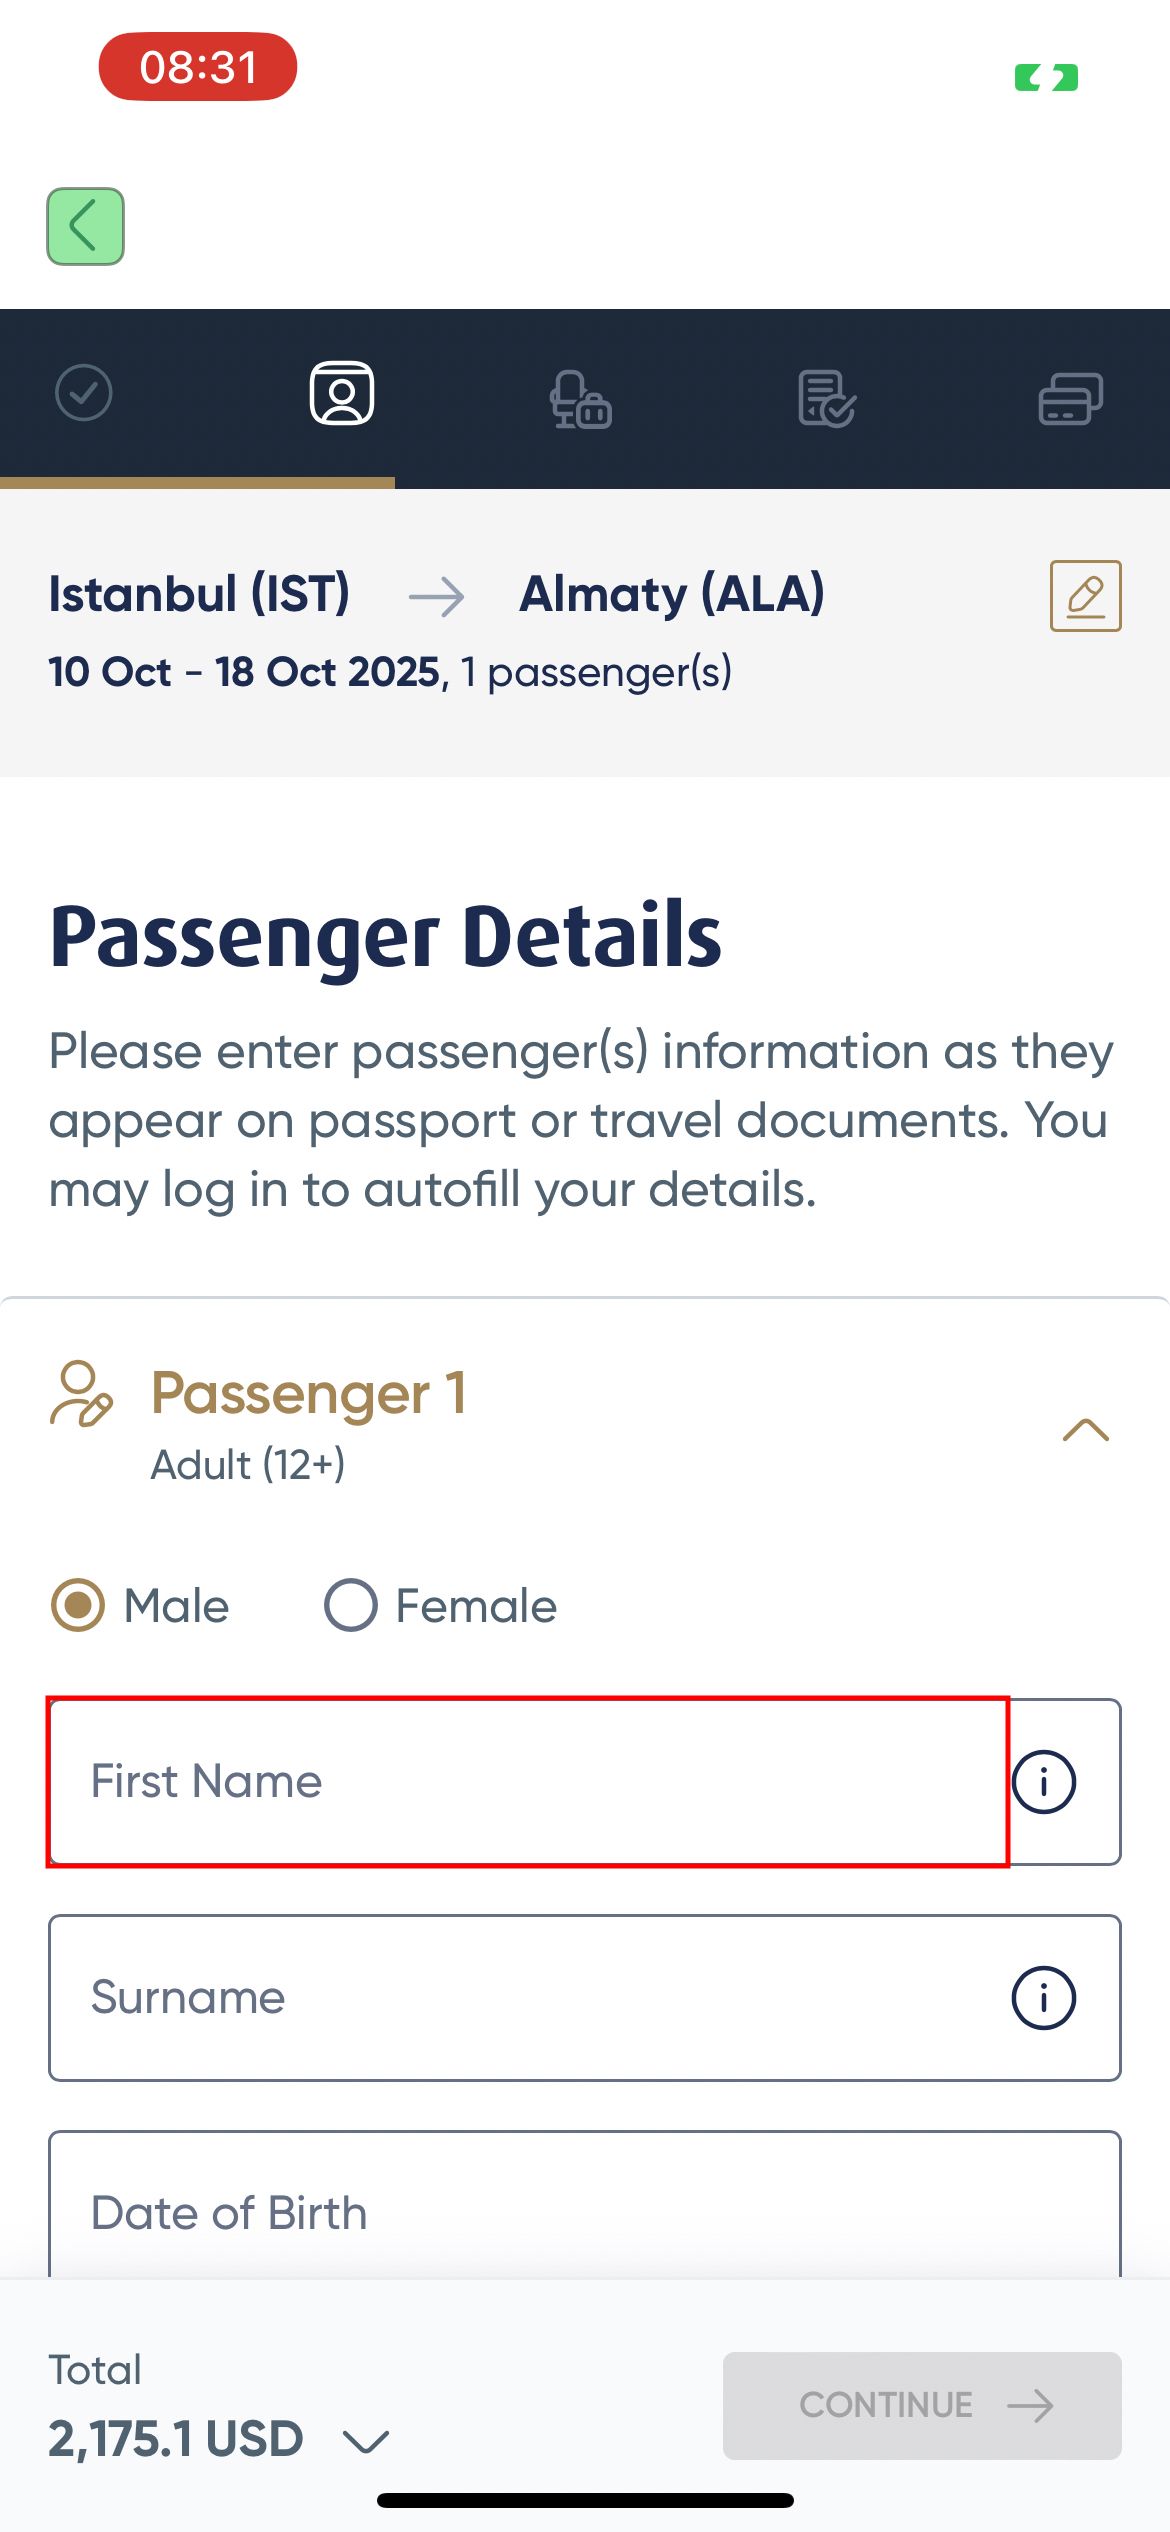 08:31
Istanbul (IST) → Almaty (ALA)
10 Oct - 18 Oct 2025, 1 passenger(s)
Passenger Details
Please enter passenger(s) information as they
appear on passport or travel documents. You
may log in to autofill your details.
Passenger 1
Adult (12+)
Male Female
First Name
Surname
Date of Birth
Total
2,175.1 USD
CONTINUE →